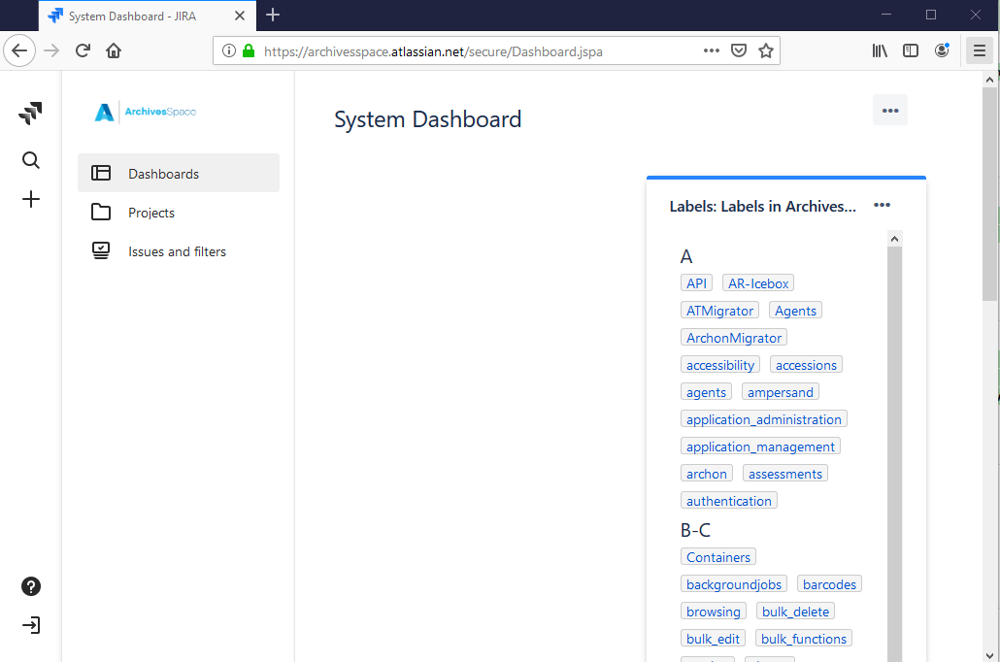 System Dashboard - JIRA
https://archivesspace.atlassian.net/secure/Dashboard.jspa
ArchivesSpace
Dashboards
Projects
Issues and filters
System Dashboard
Labels: Labels in Archives...
A
API AR-Icebox
ATMigrator Agents
ArchonMigrator
accessibility accessions
agents ampersand
application_administration
application_management
archon assessments
authentication
B-C
Containers
backgroundjobs barcodes
browsing bulk_delete
bulk_edit bulk_functions